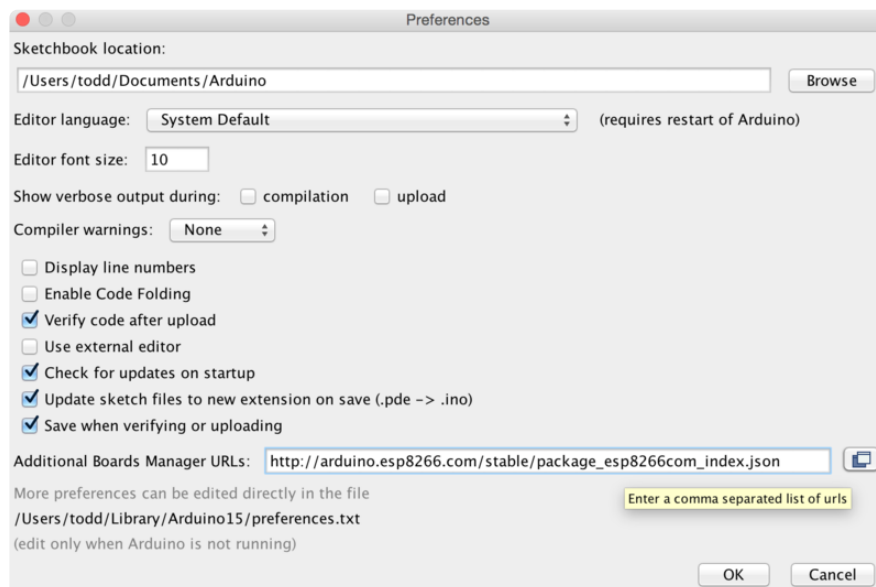 Preferences
Sketchbook location:
/Users/todd/Documents/Arduino Browse
Editor language: System Default (requires restart of Arduino)
Editor font size: 10
Show verbose output during: compilation upload
Compiler warnings: None
Display line numbers
Enable Code Folding
Verify code after upload
Use external editor
Check for updates on startup
Update sketch files to new extension on save (.pde -> .ino)
Save when verifying or uploading
Additional Boards Manager URLs: http://arduino.esp8266.com/stable/package_esp8266com_index.json
More preferences can be edited directly in the file
Enter a comma separated list of urls
/Users/todd/Library/Arduino15/preferences.txt
(edit only when Arduino is not running)
OK Cancel